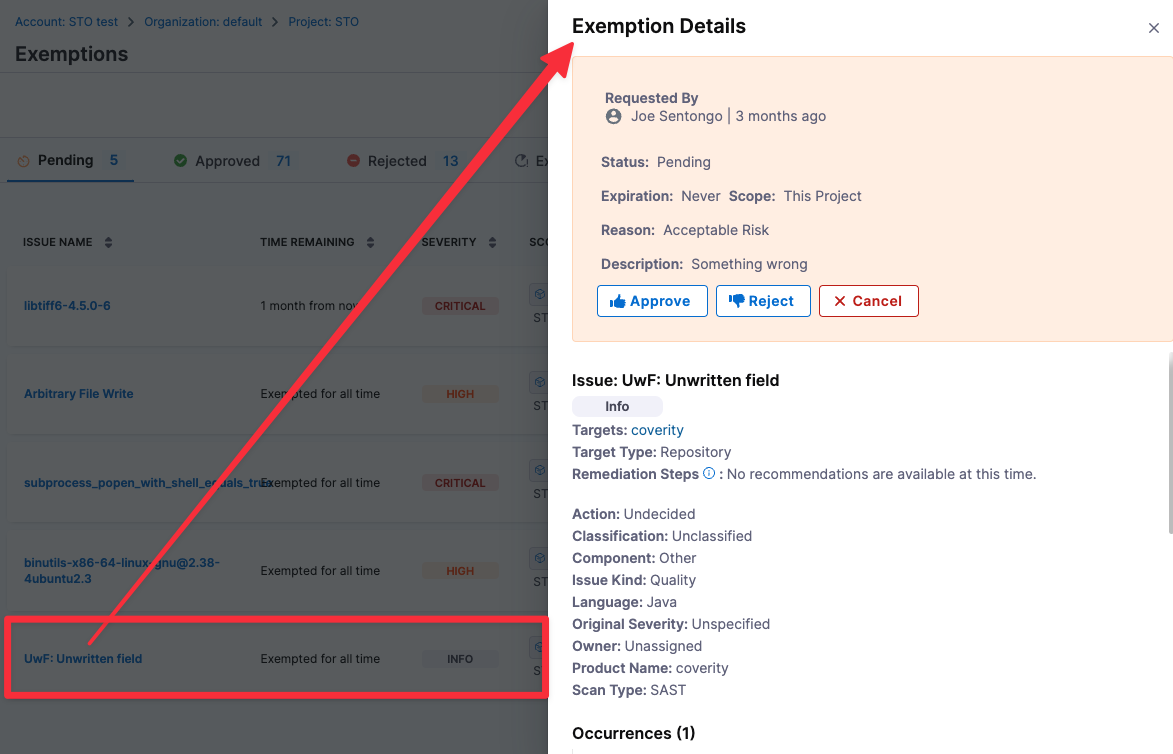 Account: STO test > Organization: default > Project: STO
Exemptions
Pending 5 Approved 71 Rejected 13
ISSUE NAME TIME REMAINING SEVERITY
libtiff6-4.5.0-6 1 month from now CRITICAL
Arbitrary File Write Exempted for all time HIGH
subprocess_popen_with_shell_equals_true Exempted for all time CRITICAL
binutils-x86-64-linux-gnu@2.38-
4ubuntu2.3 Exempted for all time HIGH
UwF: Unwritten field Exempted for all time INFO
Exemption Details
Requested By
Joe Sentongo | 3 months ago
Status: Pending
Expiration: Never Scope: This Project
Reason: Acceptable Risk
Description: Something wrong
Approve Reject Cancel
Issue: UwF: Unwritten field
Info
Targets: coverity
Target Type: Repository
Remediation Steps : No recommendations are available at this time.
Action: Undecided
Classification: Unclassified
Component: Other
Issue Kind: Quality
Language: Java
Original Severity: Unspecified
Owner: Unassigned
Product Name: coverity
Scan Type: SAST
Occurrences (1)